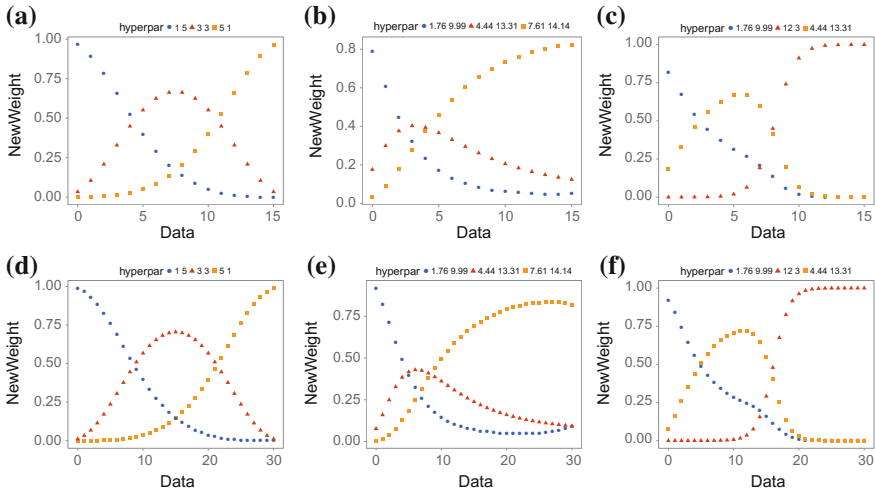 (a) hyperpar 1 5 3 3 5 1
NewWeight
1.00
0.75
0.50
0.25
0.00
0 5 10 15
Data
(b) hyperpar 1.76 9.99 4.44 13.31 7.61 14.14
NewWeight
0.8
0.6
0.4
0.2
0.0
0 5 10 15
Data
(c) hyperpar 1.76 9.99 12 3 4.44 13.31
NewWeight
1.00
0.75
0.50
0.25
0.00
0 5 10 15
Data
(d) hyperpar 1 5 3 3 5 1
NewWeight
1.00
0.75
0.50
0.25
0.00
0 10 20 30
Data
(e) hyperpar 1.76 9.99 4.44 13.31 7.61 14.14
NewWeight
0.75
0.50
0.25
0.00
0 10 20 30
Data
(f) hyperpar 1.76 9.99 12 3 4.44 13.31
NewWeight
1.00
0.75
0.50
0.25
0.00
0 10 20 30
Data